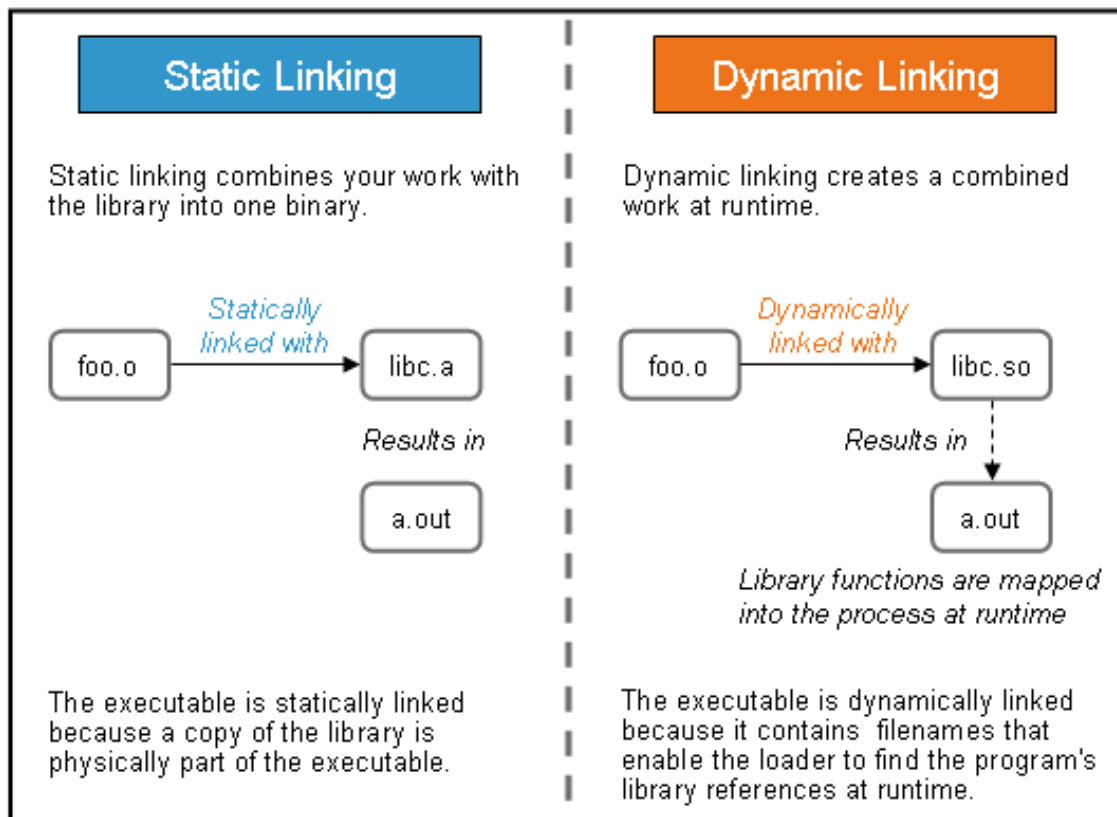 Static Linking
Static linking combines your work with
the library into one binary.
Statically
linked with
foo.o
libc.a
Results in
a.out
The executable is statically linked
because a copy of the library is
physically part of the executable.
Dynamic Linking
Dynamic linking creates a combined
work at runtime.
Dynamically
linked with
foo.o
libc.so
Results in
a.out
Library functions are mapped
into the process at runtime
The executable is dynamically linked
because it contains filenames that
enable the loader to find the program's
library references at runtime.